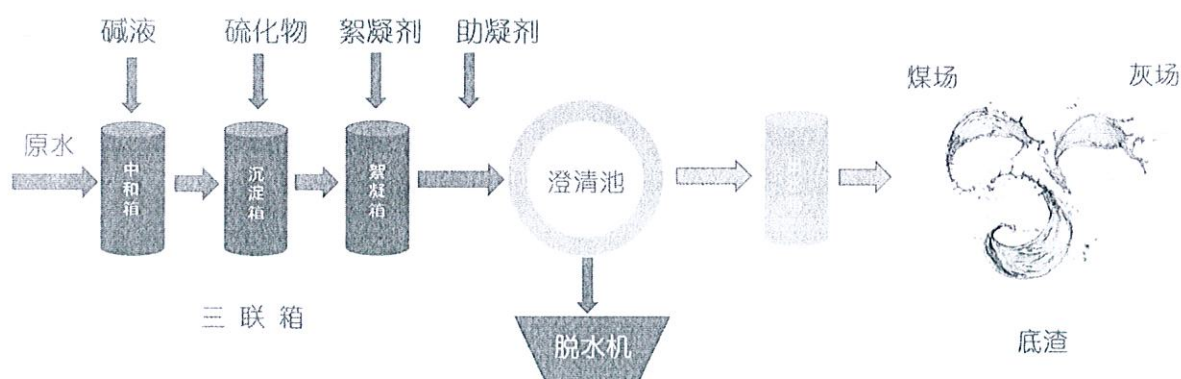 碱液 硫化物 絮凝剂 助凝剂
煤场 灰场
原水
中和箱
沉淀箱
絮凝箱
澄清池
三联箱
脱水机
底渣